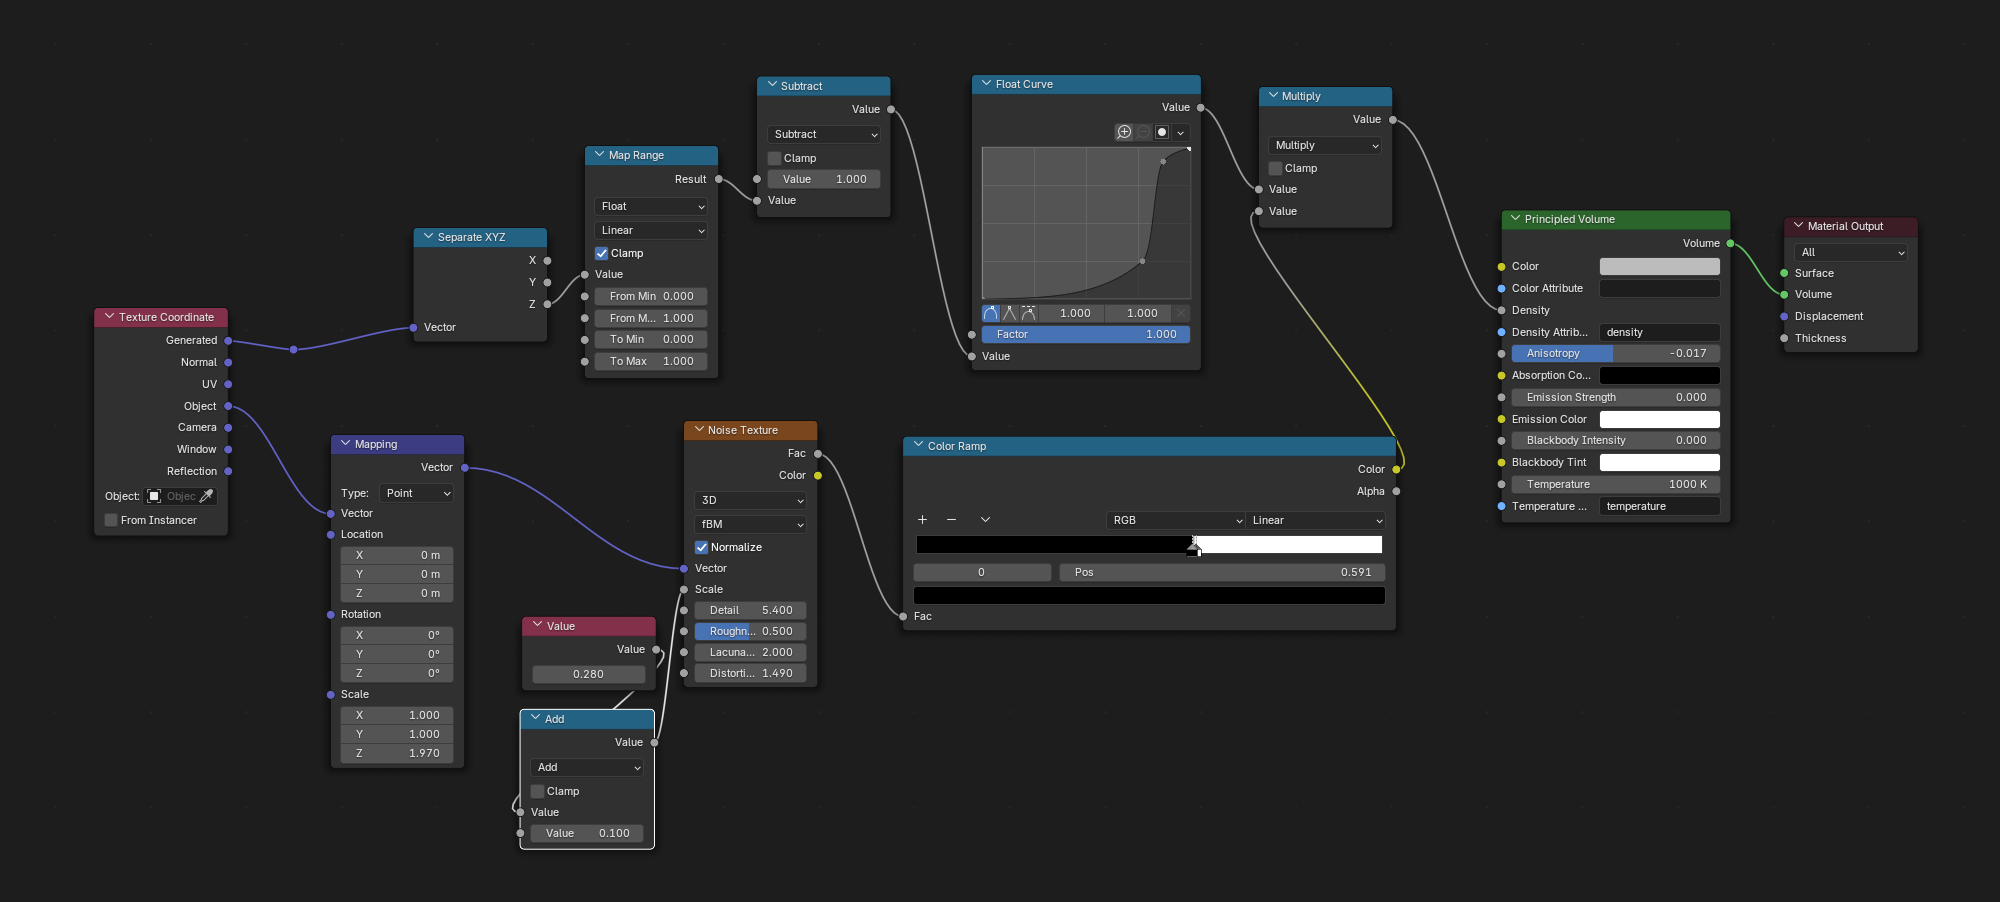 Texture Coordinate
Generated
Normal
UV
Object
Camera
Window
Reflection
Object: Objec
From Instancer
Mapping
Vector
Type: Point
Vector
Location
X 0 m
Y 0 m
Z 0 m
Rotation
X 0°
Y 0°
Z 0°
Scale
X 1.000
Y 1.000
Z 1.970
Separate XYZ
X
Y
Z
Vector
Map Range
Result
Float
Linear
Clamp
Value
From Min 0.000
From M... 1.000
To Min 0.000
To Max 1.000
Subtract
Value
Subtract
Clamp
Value 1.000
Value
Value
Value
0.280
Add
Value
Add
Clamp
Value
Value 0.100
Noise Texture
Fac
Color
3D
fBM
Normalize
Vector
Scale
Detail 5.400
Roughn... 0.500
Lacuna... 2.000
Distorti... 1.490
Float Curve
Value
1.000 1.000
Factor 1.000
Value
Color Ramp
Color
Alpha
RGB Linear
0 Pos 0.591
Fac
Multiply
Value
Multiply
Clamp
Value
Value
Principled Volume
Volume
Color
Color Attribute
Density
Density Attrib... density
Anisotropy -0.017
Absorption Co...
Emission Strength 0.000
Emission Color
Blackbody Intensity 0.000
Blackbody Tint
Temperature 1000 K
Temperature ... temperature
Material Output
All
Surface
Volume
Displacement
Thickness